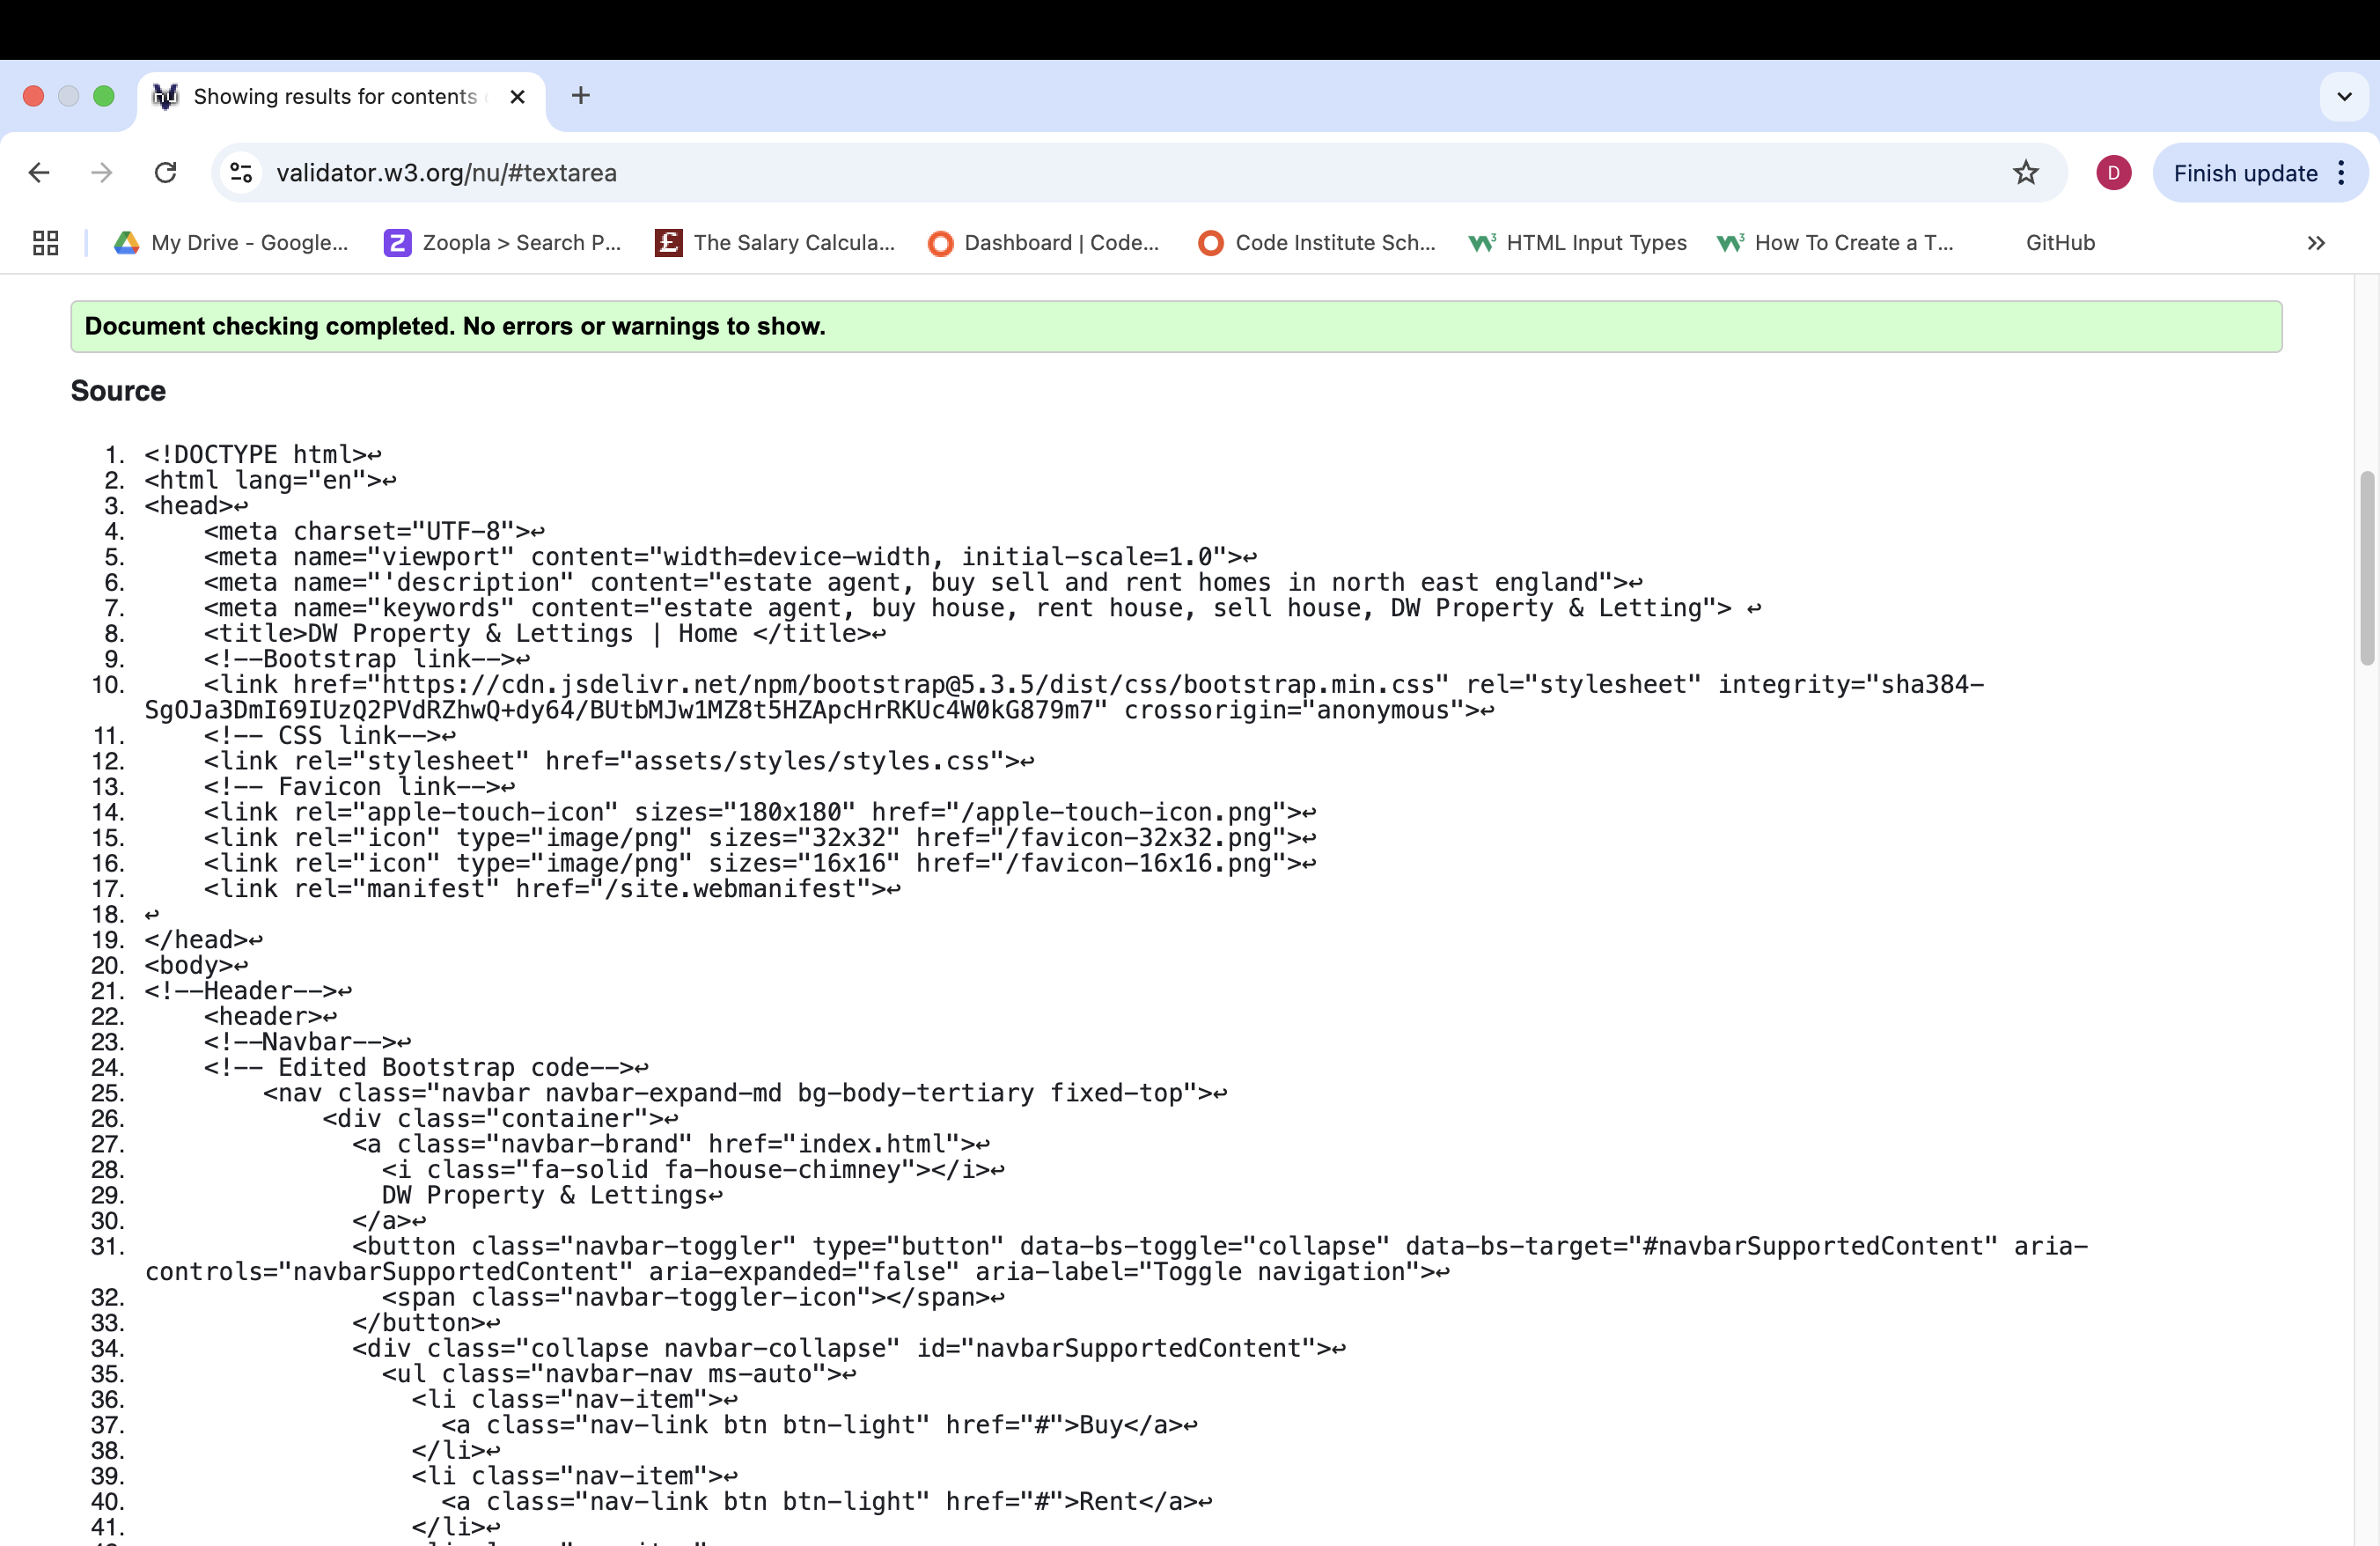 Showing results for contents
validator.w3.org/nu/#textarea
D
Finish update
My Drive - Google...
Zoopla > Search P...
The Salary Calcula...
Dashboard | Code...
Code Institute Sch...
HTML Input Types
How To Create a T...
GitHub
Document checking completed. No errors or warnings to show.
Source
1. <!DOCTYPE html>↩
2. <html lang="en">↩
3. <head>↩
4. <meta charset="UTF-8">↩
5. <meta name="viewport" content="width=device-width, initial-scale=1.0">↩
6. <meta name="'description" content="estate agent, buy sell and rent homes in north east england">↩
7. <meta name="keywords" content="estate agent, buy house, rent house, sell house, DW Property & Letting"> ↩
8. <title>DW Property & Lettings | Home </title>↩
9. <!--Bootstrap link-->↩
10. <link href="https://cdn.jsdelivr.net/npm/bootstrap@5.3.5/dist/css/bootstrap.min.css" rel="stylesheet" integrity="sha384-
SgOJa3DmI69IUzQ2PVdRZhwQ+dy64/BUtbMJw1MZ8t5HZApcHrRKUc4W0kG879m7" crossorigin="anonymous">↩
11. <!-- CSS link-->↩
12. <link rel="stylesheet" href="assets/styles/styles.css">↩
13. <!-- Favicon link-->↩
14. <link rel="apple-touch-icon" sizes="180x180" href="/apple-touch-icon.png">↩
15. <link rel="icon" type="image/png" sizes="32x32" href="/favicon-32x32.png">↩
16. <link rel="icon" type="image/png" sizes="16x16" href="/favicon-16x16.png">↩
17. <link rel="manifest" href="/site.webmanifest">↩
18. ↩
19. </head>↩
20. <body>↩
21. <!--Header-->↩
22. <header>↩
23. <!--Navbar-->↩
24. <!-- Edited Bootstrap code-->↩
25. <nav class="navbar navbar-expand-md bg-body-tertiary fixed-top">↩
26. <div class="container">↩
27. <a class="navbar-brand" href="index.html">↩
28. <i class="fa-solid fa-house-chimney"></i>↩
29. DW Property & Lettings↩
30. </a>↩
31. <button class="navbar-toggler" type="button" data-bs-toggle="collapse" data-bs-target="#navbarSupportedContent" aria-
controls="navbarSupportedContent" aria-expanded="false" aria-label="Toggle navigation">↩
32. <span class="navbar-toggler-icon"></span>↩
33. </button>↩
34. <div class="collapse navbar-collapse" id="navbarSupportedContent">↩
35. <ul class="navbar-nav ms-auto">↩
36. <li class="nav-item">↩
37. <a class="nav-link btn btn-light" href="#">Buy</a>↩
38. </li>↩
39. <li class="nav-item">↩
40. <a class="nav-link btn btn-light" href="#">Rent</a>↩
41. </li>↩